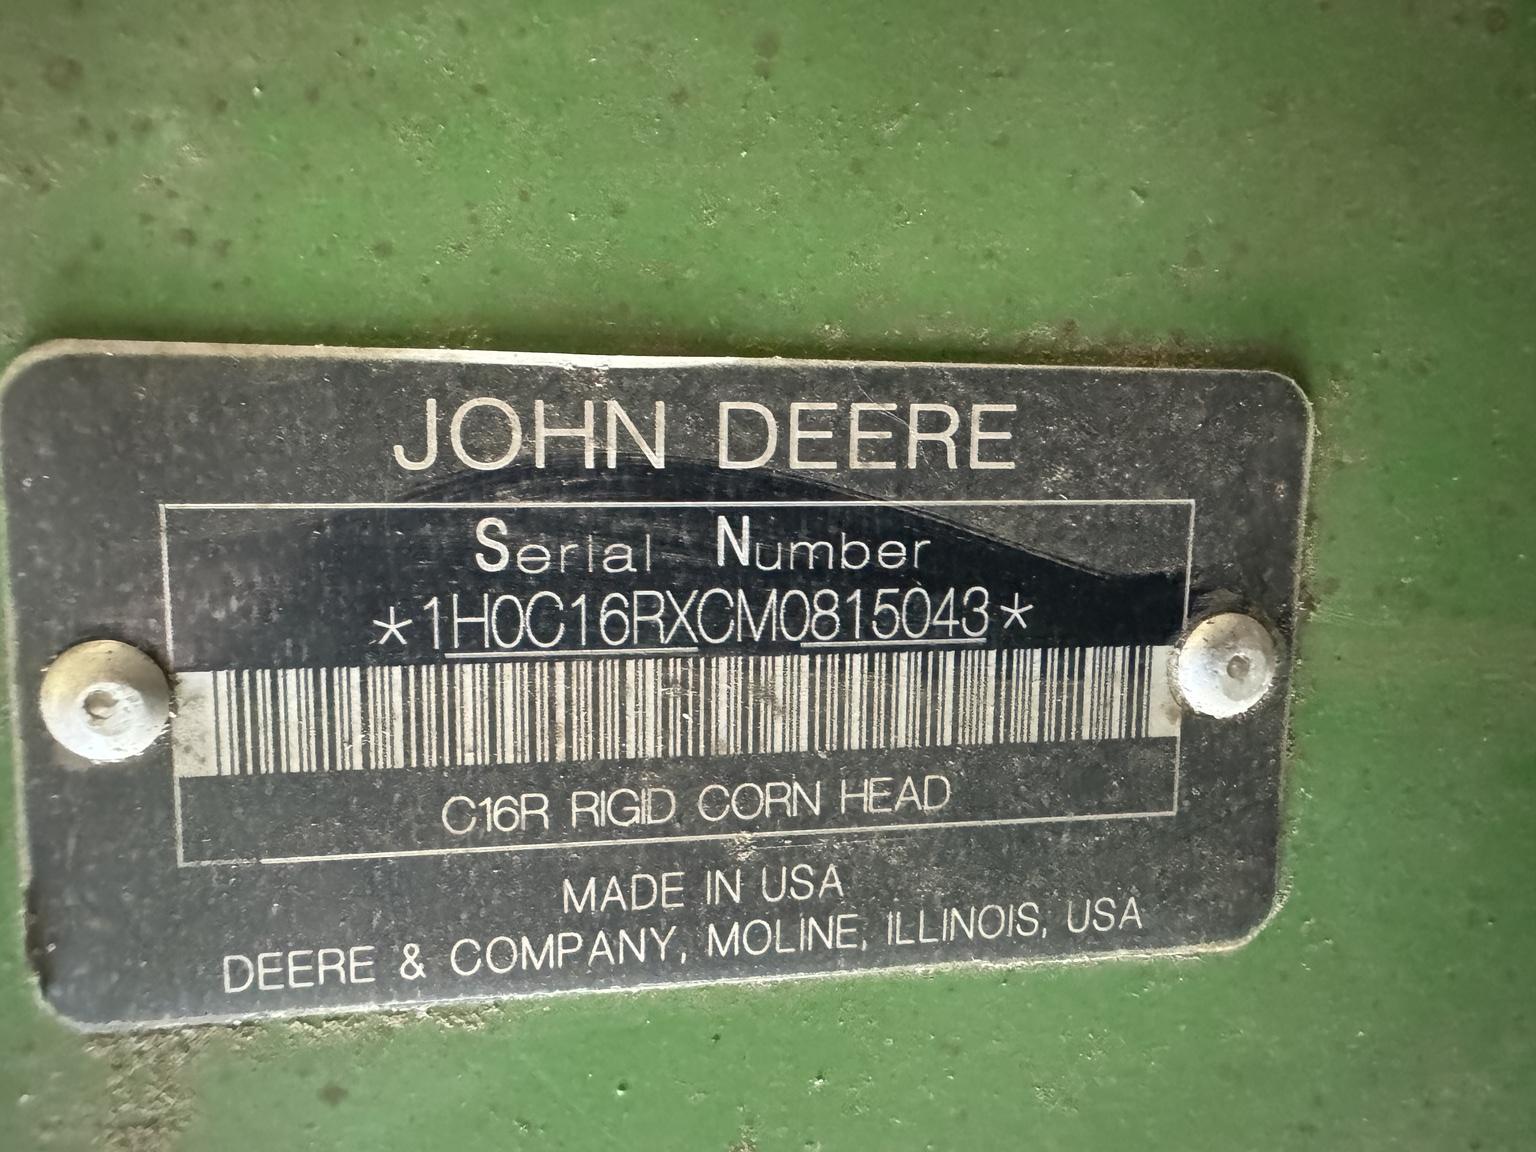 JOHN DEERE
Serial Number
*1H0C16RXCM0815043*
C16R RIGID CORN HEAD
MADE IN USA
DEERE & COMPANY, MOLINE, ILLINOIS, USA